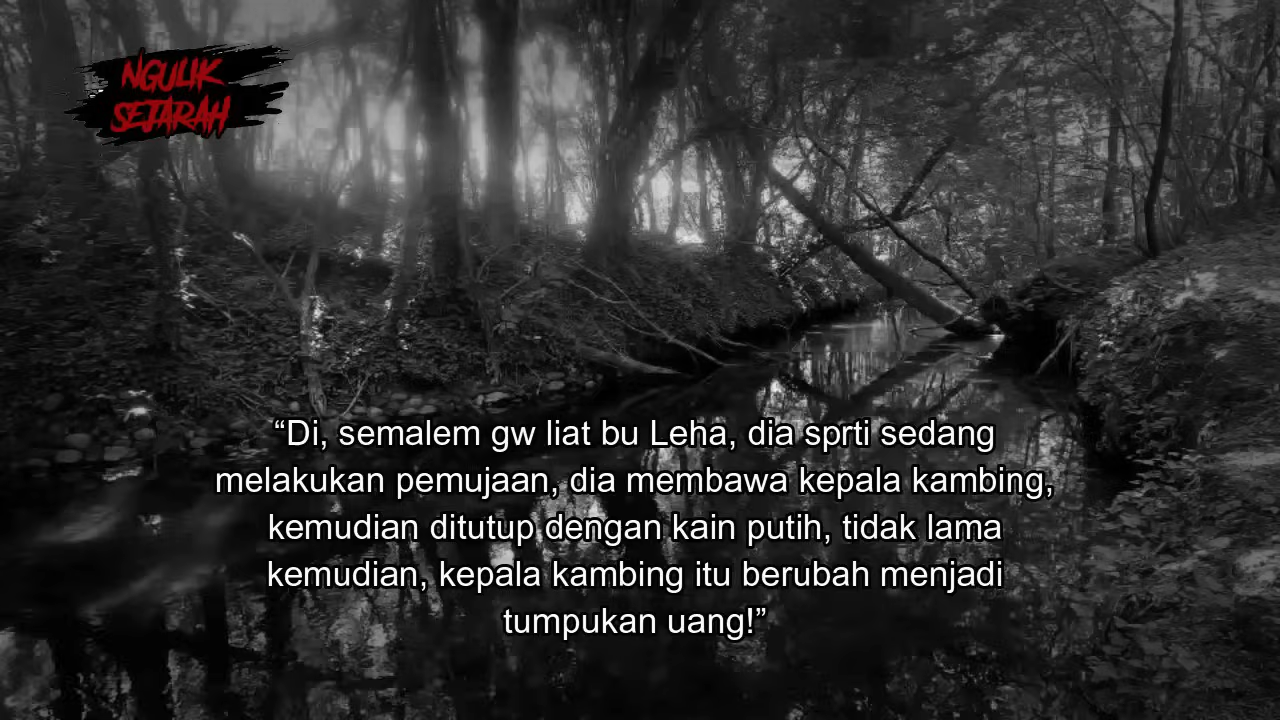 NGULIK
SEJARAH
“Di, semalem gw liat bu Leha, dia sprti sedang
melakukan pemujaan, dia membawa kepala kambing,
kemudian ditutup dengan kain putih, tidak lama
kemudian, kepala kambing itu berubah menjadi
tumpukan uang!”